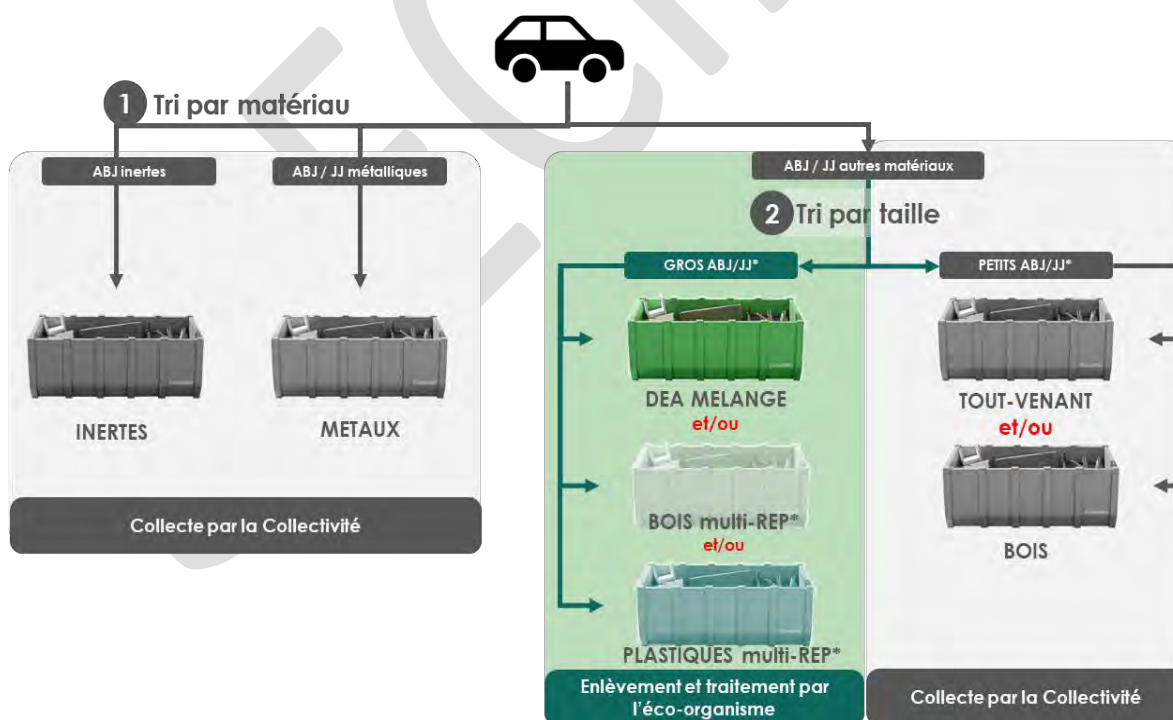 1 Tri par matériau
ABJ inertes
ABJ / JJ métalliques
ABJ / JJ autres matériaux
2 Tri par taille
GROS ABJ/JJ*
PETITS ABJ/JJ*
INERTES
METAUX
DEA MELANGE
et/ou
BOIS multi-REP*
et/ou
PLASTIQUES multi-REP*
TOUT-VENANT
et/ou
BOIS
Collecte par la Collectivité
Enlèvement et traitement par
l'éco-organisme
Collecte par la Collectivité